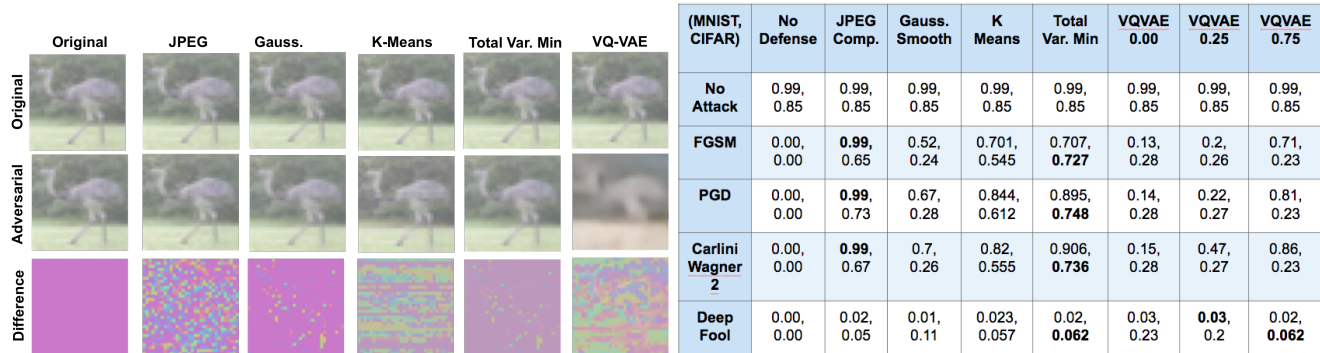 Original JPEG Gauss. K-Means Total Var. Min VQ-VAE
Original
Adversarial
Difference
(MNIST, CIFAR) No Defense JPEG Comp. Gauss. Smooth K Means Total Var. Min VQVAE 0.00 VQVAE 0.25 VQVAE 0.75
No Attack 0.99, 0.85 0.99, 0.85 0.99, 0.85 0.99, 0.85 0.99, 0.85 0.99, 0.85 0.99, 0.85 0.99, 0.85
FGSM 0.00, 0.00 0.99, 0.65 0.52, 0.24 0.701, 0.545 0.707, 0.727 0.13, 0.28 0.2, 0.26 0.71, 0.23
PGD 0.00, 0.00 0.99, 0.73 0.67, 0.28 0.844, 0.612 0.895, 0.748 0.14, 0.28 0.22, 0.27 0.81, 0.23
Carlini Wagner 2 0.00, 0.00 0.99, 0.67 0.7, 0.26 0.82, 0.555 0.906, 0.736 0.15, 0.28 0.47, 0.27 0.86, 0.23
Deep Fool 0.00, 0.00 0.02, 0.05 0.01, 0.11 0.023, 0.057 0.02, 0.062 0.03, 0.23 0.03, 0.2 0.02, 0.062